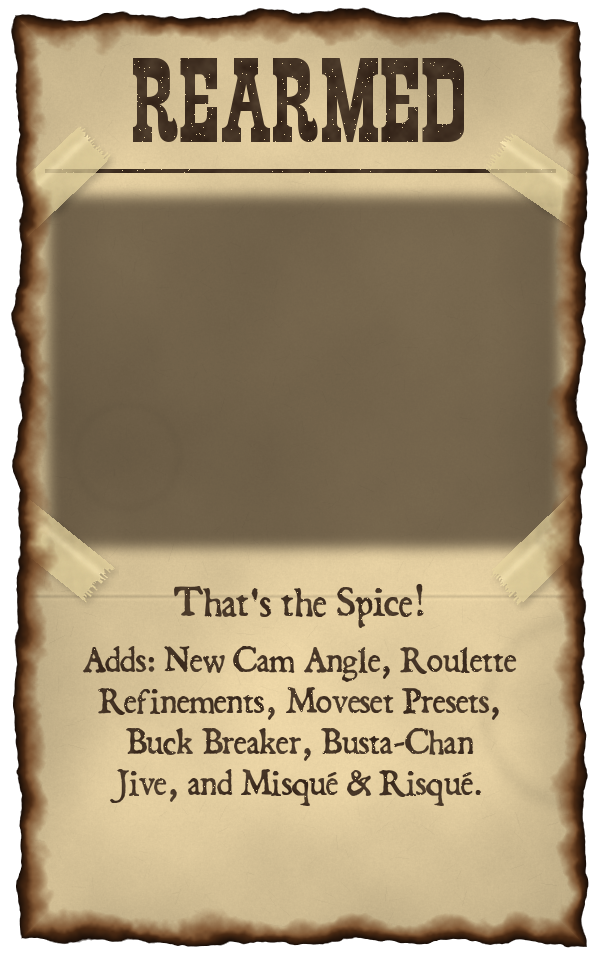 REARMED
That's the Spice!
Adds: New Cam Angle, Roulette
Refinements, Moveset Presets,
Buck Breaker, Busta-Chan
Jive, and Misqué & Risqué.